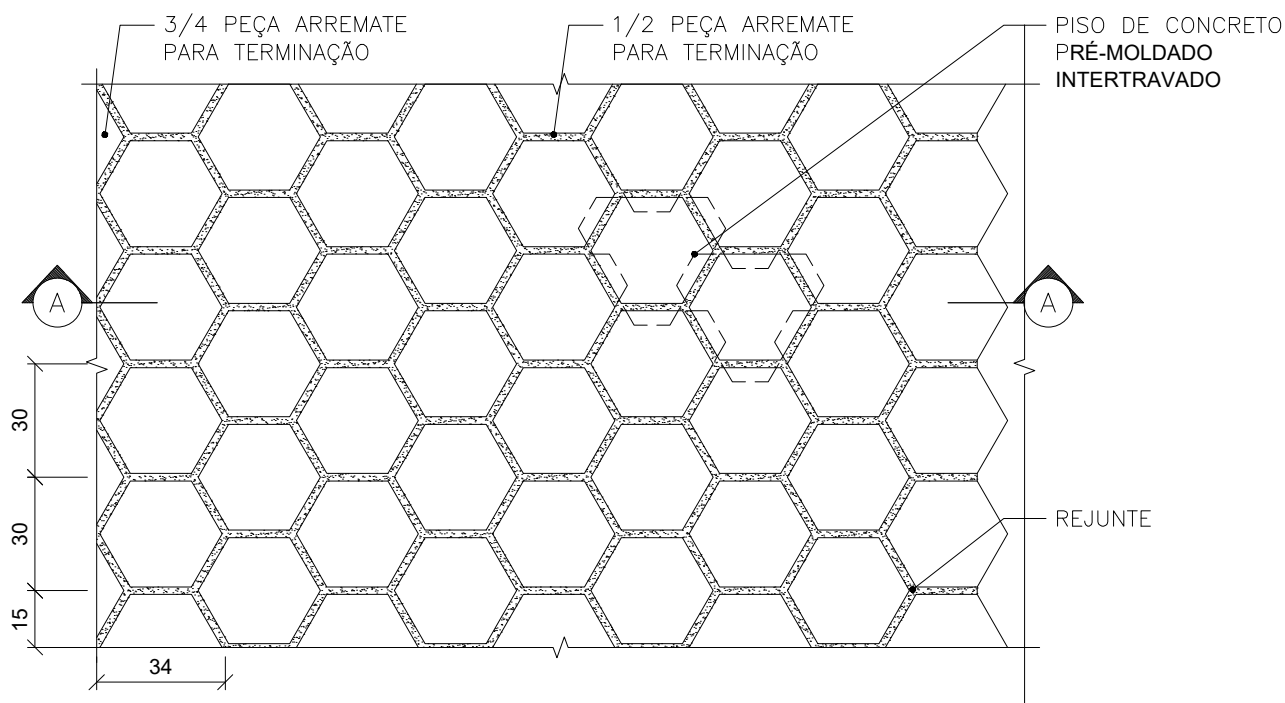 3/4 PEÇA ARREMATE
PARA TERMINAÇÃO
1/2 PEÇA ARREMATE
PARA TERMINAÇÃO
PISO DE CONCRETO
PRÉ-MOLDADO
INTERTRAVADO
A
A
30
30
15
34
REJUNTE